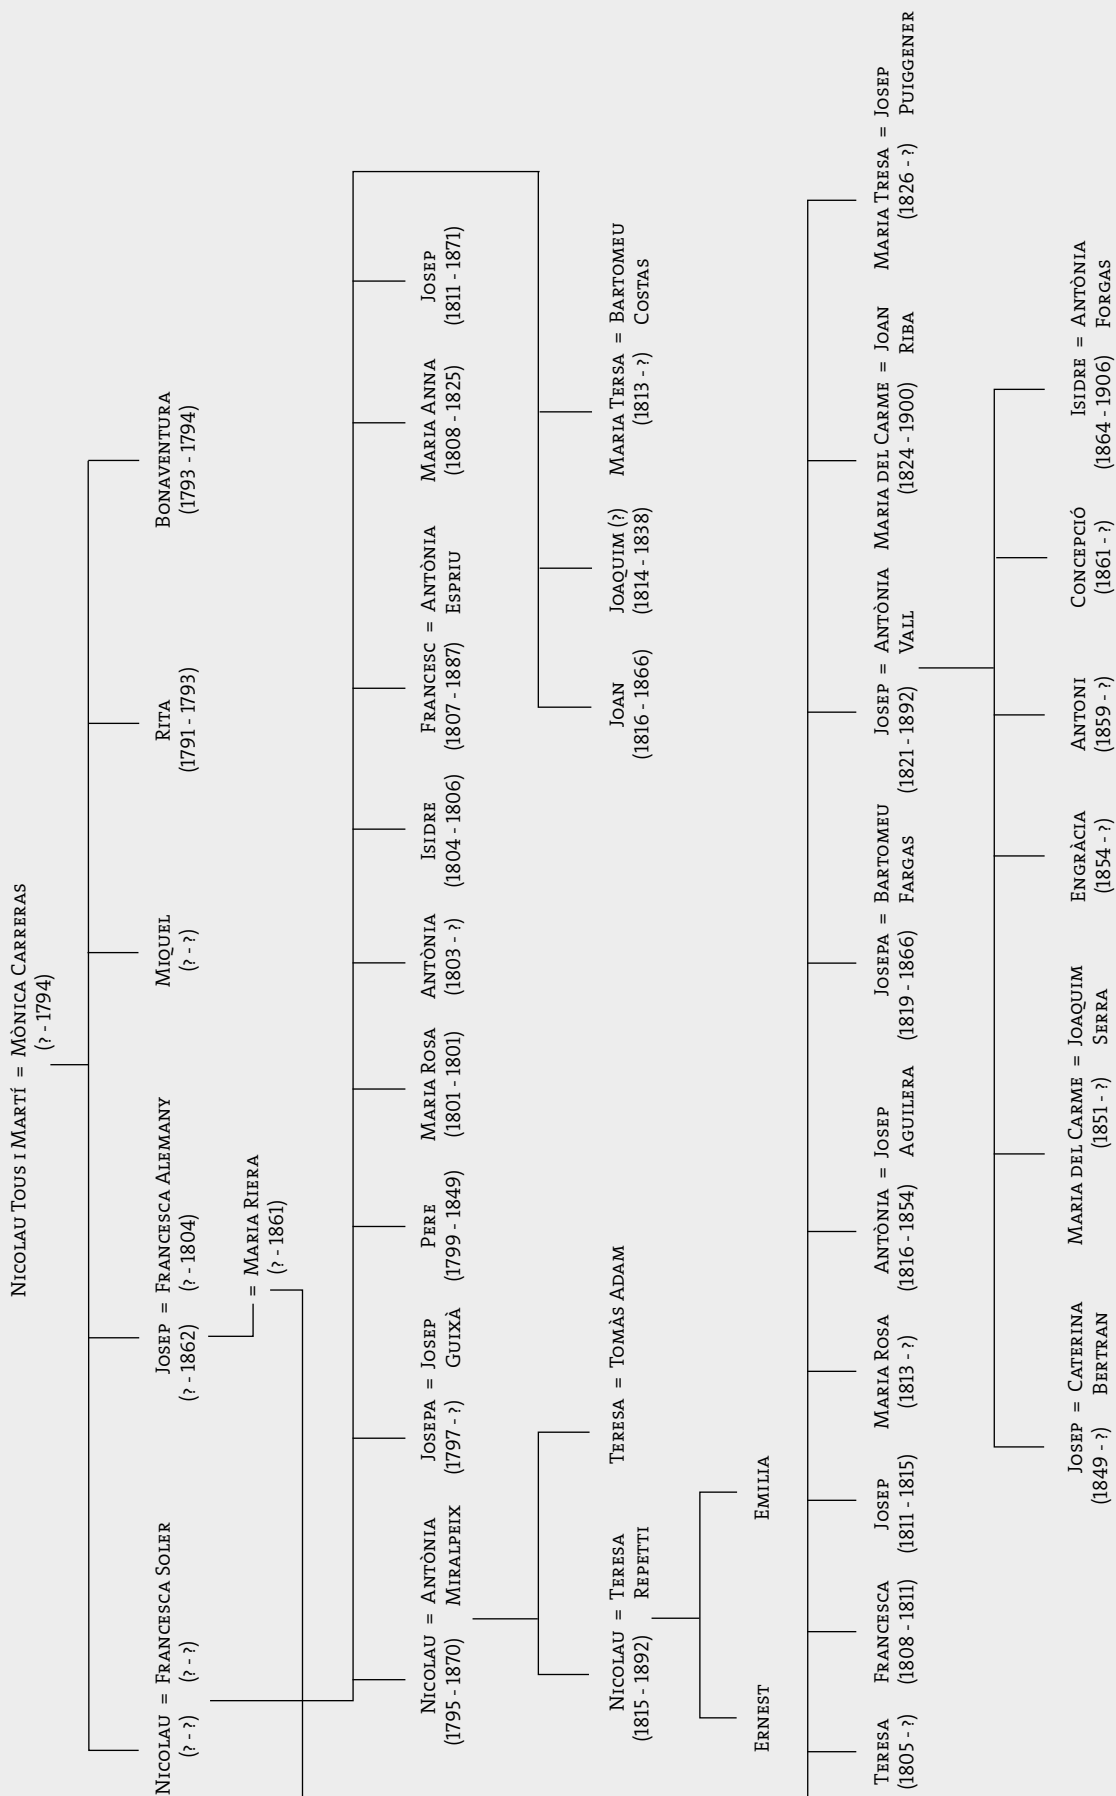 Nicolau Tous i Martí = Mònica Carreras
(? - 1794)
Nicolau = Francesca Soler
(? - ?) (? - ?)
Josep = Francesca Alemany
(? - 1862) (? - 1804)
= Maria Riera
(? - 1861)
Miquel
(? - ?)
Rita
(1791 - 1793)
Bonaventura
(1793 - 1794)
Nicolau = Antònia
(1795 - 1870) Miralpeix
Josepa = Josep
(1797 - ?) Guixà
Pere
(1799 - 1849)
Maria Rosa
(1801 - 1801)
Antònia
(1803 - ?)
Isidre
(1804 - 1806)
Francesc = Antònia
(1807 - 1887) Espriu
Maria Anna
(1808 - 1825)
Josep
(1811 - 1871)
Nicolau = Teresa
(1815 - 1892) Repetti
Teresa = Tomàs Adam
Joan
(1816 - 1866)
Joaquim (?)
(1814 - 1838)
Maria Tersa = Bartomeu
(1813 - ?) Costas
Ernest
Emilia
Teresa
(1805 - ?)
Francesca
(1808 - 1811)
Josep
(1811 - 1815)
Maria Rosa
(1813 - ?)
Antònia = Josep
(1816 - 1854) Aguilera
Josepa = Bartomeu
(1819 - 1866) Fargas
Josep = Antònia
(1821 - 1892) Vall
Maria del Carme = Joan
(1824 - 1900) Riba
Maria Tresa = Josep
(1826 - ?) Puiggener
Josep = Caterina
(1849 - ?) Bertran
Maria del Carme = Joaquim
(1851 - ?) Serra
Engràcia
(1854 - ?)
Antoni
(1859 - ?)
Concepció
(1861 - ?)
Isidre = Antònia
(1864 - 1906) Forgas